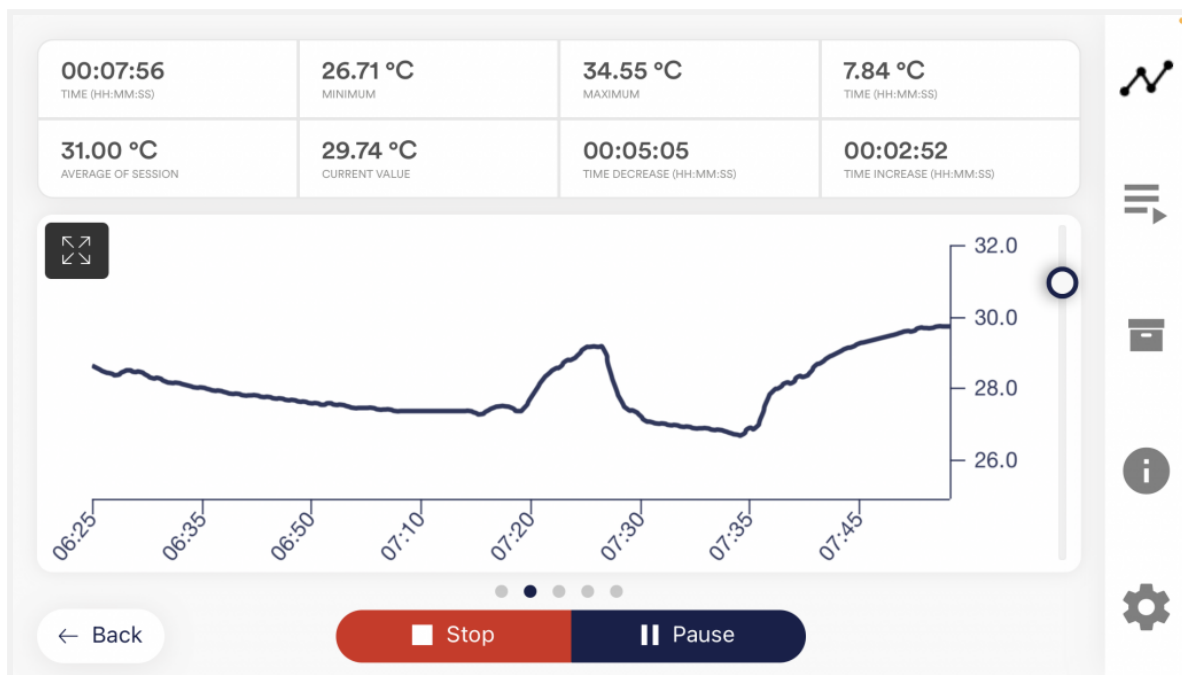 00:07:56
TIME (HH:MM:SS)
26.71 °C
MINIMUM
34.55 °C
MAXIMUM
7.84 °C
TIME (HH:MM:SS)
31.00 °C
AVERAGE OF SESSION
29.74 °C
CURRENT VALUE
00:05:05
TIME DECREASE (HH:MM:SS)
00:02:52
TIME INCREASE (HH:MM:SS)
32.0
30.0
28.0
26.0
06:25
06:35
06:50
07:10
07:20
07:30
07:35
07:45
← Back
Stop
Pause